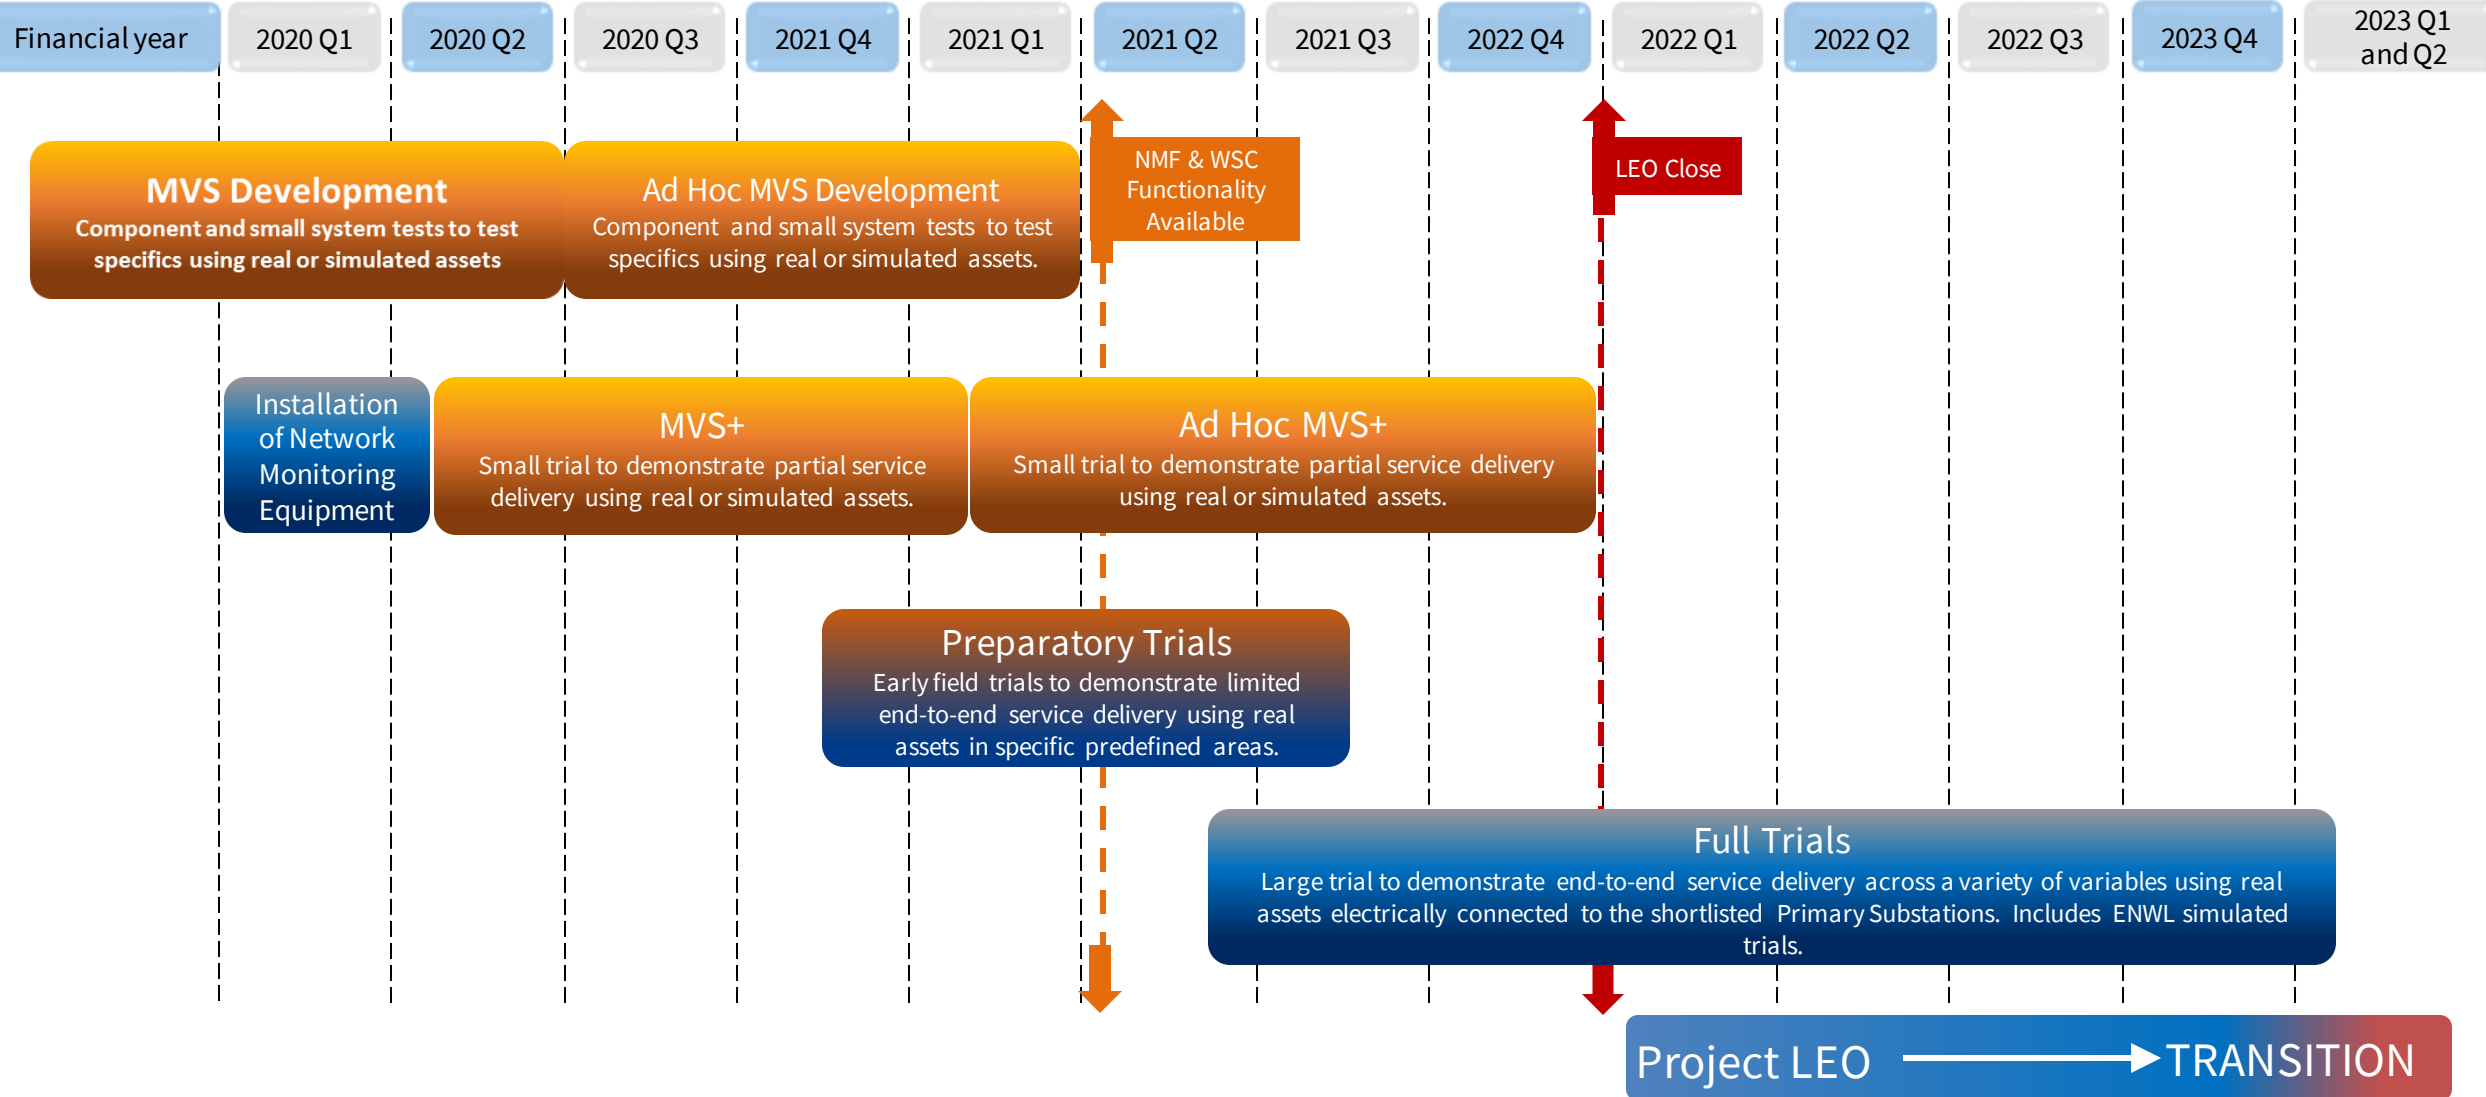 Financial year
2020 Q1
2020 Q2
2020 Q3
2021 Q4
2021 Q1
2021 Q2
2021 Q3
2022 Q4
2022 Q1
2022 Q2
2022 Q3
2023 Q4
2023 Q1
and Q2
MVS Development
Component and small system tests to test
specifics using real or simulated assets
Ad Hoc MVS Development
Component and small system tests to test
specifics using real or simulated assets.
NMF & WSC
Functionality
Available
LEO Close
Installation
of Network
Monitoring
Equipment
MVS+
Small trial to demonstrate partial service
delivery using real or simulated assets.
Ad Hoc MVS+
Small trial to demonstrate partial service delivery
using real or simulated assets.
Preparatory Trials
Early field trials to demonstrate limited
end-to-end service delivery using real
assets in specific predefined areas.
Full Trials
Large trial to demonstrate end-to-end service delivery across a variety of variables using real
assets electrically connected to the shortlisted Primary Substations. Includes ENWL simulated
trials.
Project LEO
TRANSITION